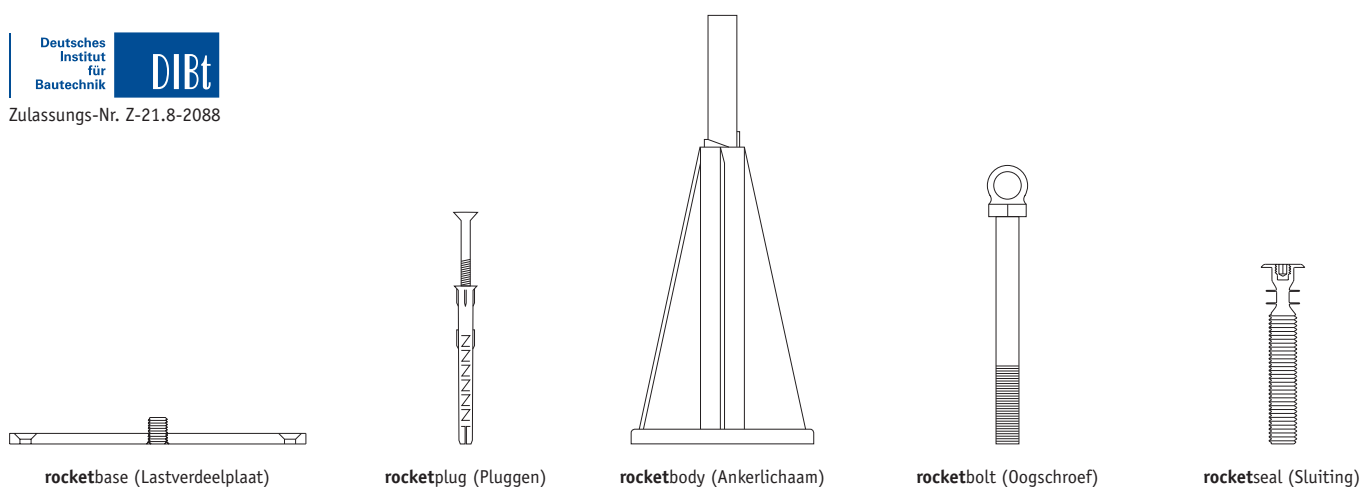 Deutsches
Institut
für
Bautechnik
DIBt
Zulassungs-Nr. Z-21.8-2088
rocketbase (Lastverdeelplaat)
rocketplug (Pluggen)
rocketbody (Ankerlichaam)
rocketbolt (Oogschroef)
rocketseal (Sluiting)